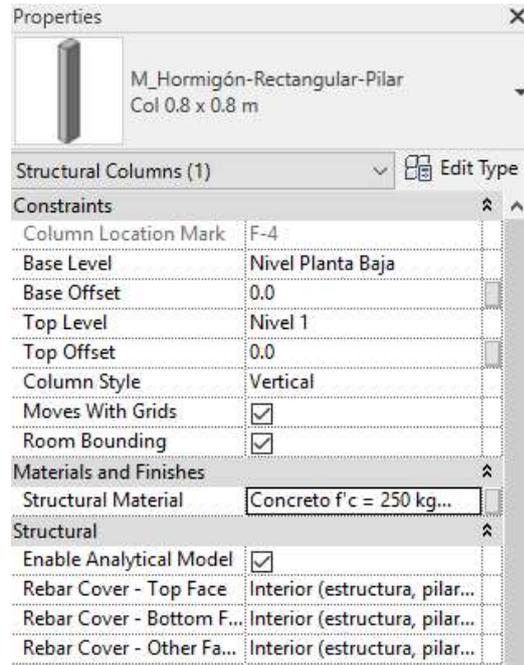 Properties
M_Hormigón-Rectangular-Pilar
Col 0.8 x 0.8 m
Structural Columns (1) Edit Type
Constraints
Column Location Mark F-4
Base Level Nivel Planta Baja
Base Offset 0.0
Top Level Nivel 1
Top Offset 0.0
Column Style Vertical
Moves With Grids
Room Bounding
Materials and Finishes
Structural Material Concreto f'c = 250 kg...
Structural
Enable Analytical Model
Rebar Cover - Top Face Interior (estructura, pilar...
Rebar Cover - Bottom F... Interior (estructura, pilar...
Rebar Cover - Other Fa... Interior (estructura, pilar...